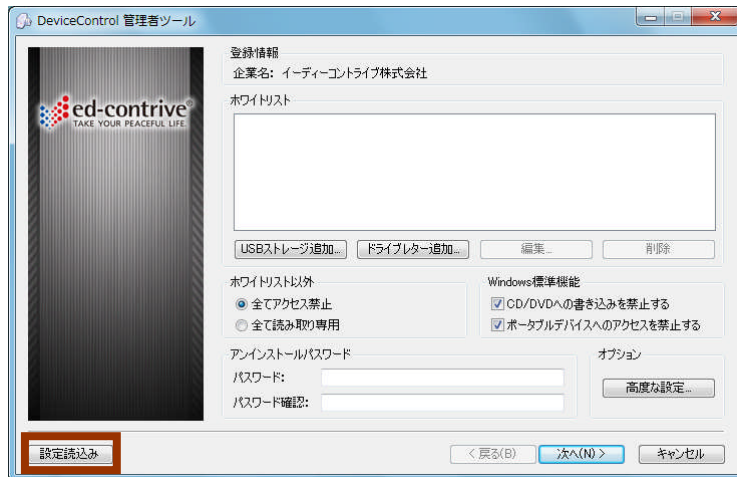 DeviceControl 管理者ツール
ed-contrive
TAKE YOUR PEACEFUL LIFE
登録情報
企業名: イーディーコントライブ株式会社
ホワイトリスト
USBストレージ追加... ドライブレター追加... 編集... 削除
ホワイトリスト以外
全てアクセス禁止
全て読み取り専用
Windows標準機能
CD/DVDへの書き込みを禁止する
ポータブルデバイスへのアクセスを禁止する
アンインストールパスワード
パスワード:
パスワード確認:
オプション
高度な設定...
設定読込み < 戻る(B) 次へ(N) > キャンセル